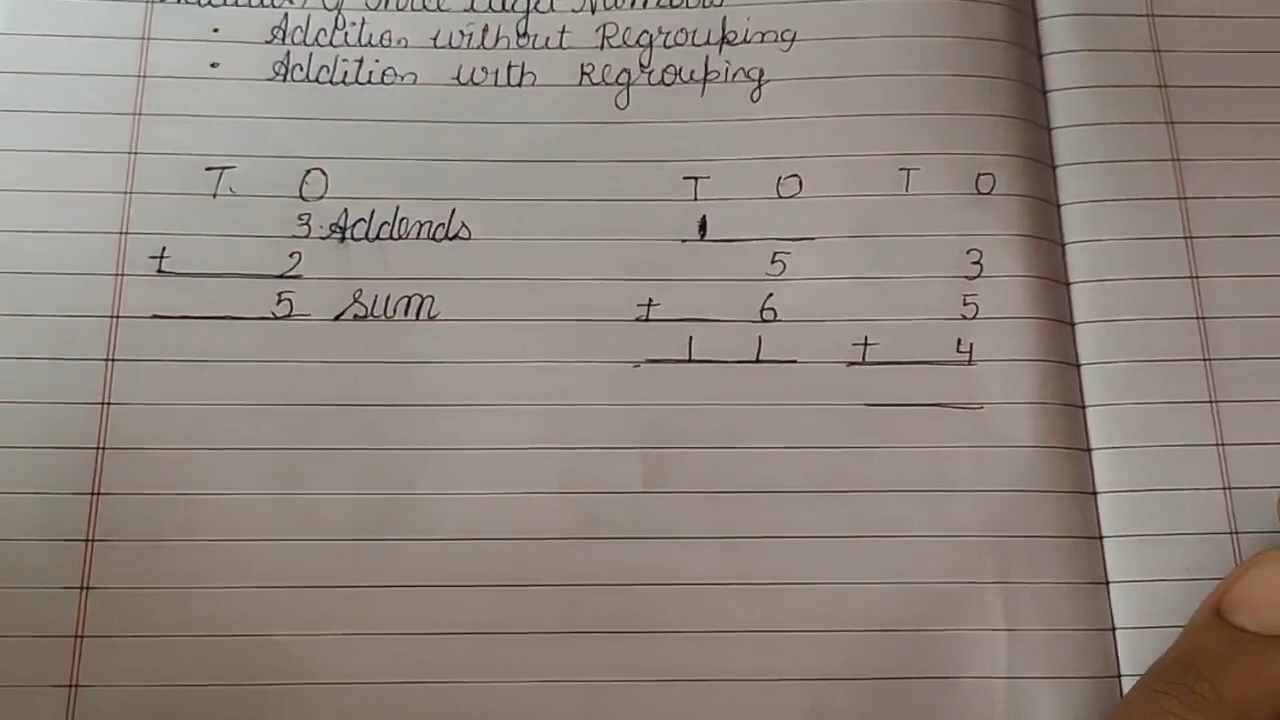 · Addition without Regrouping
· Addition with Regrouping
T. O T O T O
3. Addends 1
+ 2 5 3
5 Sum + 6 5
1 1 + 4